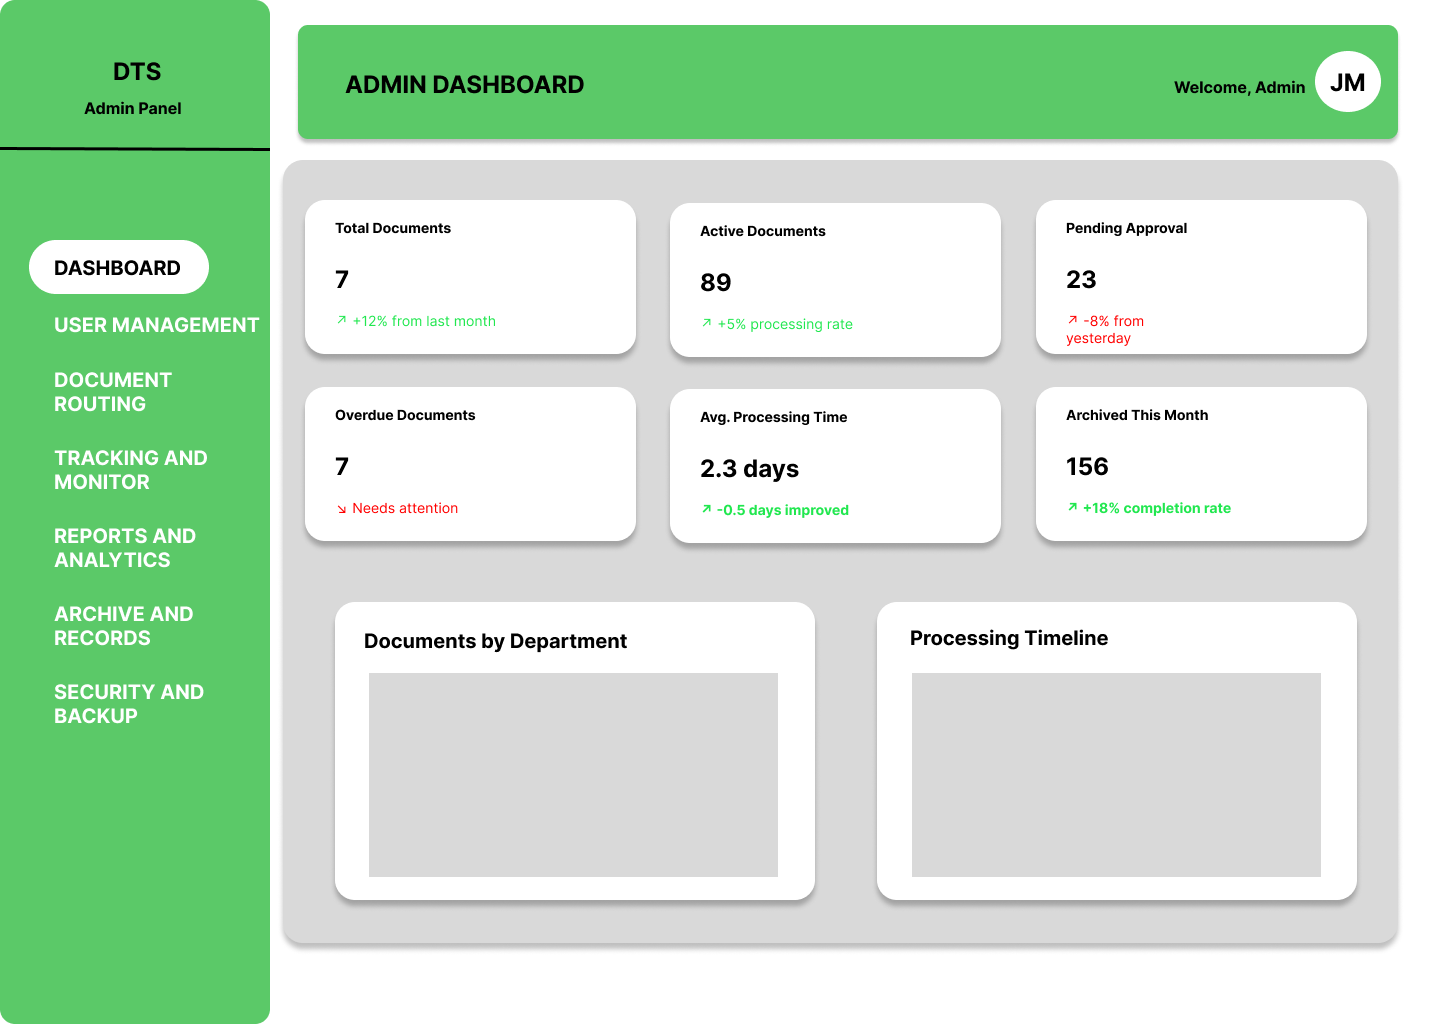 DTS
Admin Panel
DASHBOARD
USER MANAGEMENT
DOCUMENT
ROUTING
TRACKING AND
MONITOR
REPORTS AND
ANALYTICS
ARCHIVE AND
RECORDS
SECURITY AND
BACKUP
ADMIN DASHBOARD
Welcome, Admin
JM
Total Documents
7
↗ +12% from last month
Active Documents
89
↗ +5% processing rate
Pending Approval
23
↗ -8% from
yesterday
Overdue Documents
7
↘ Needs attention
Avg. Processing Time
2.3 days
↗ -0.5 days improved
Archived This Month
156
↗ +18% completion rate
Documents by Department
Processing Timeline